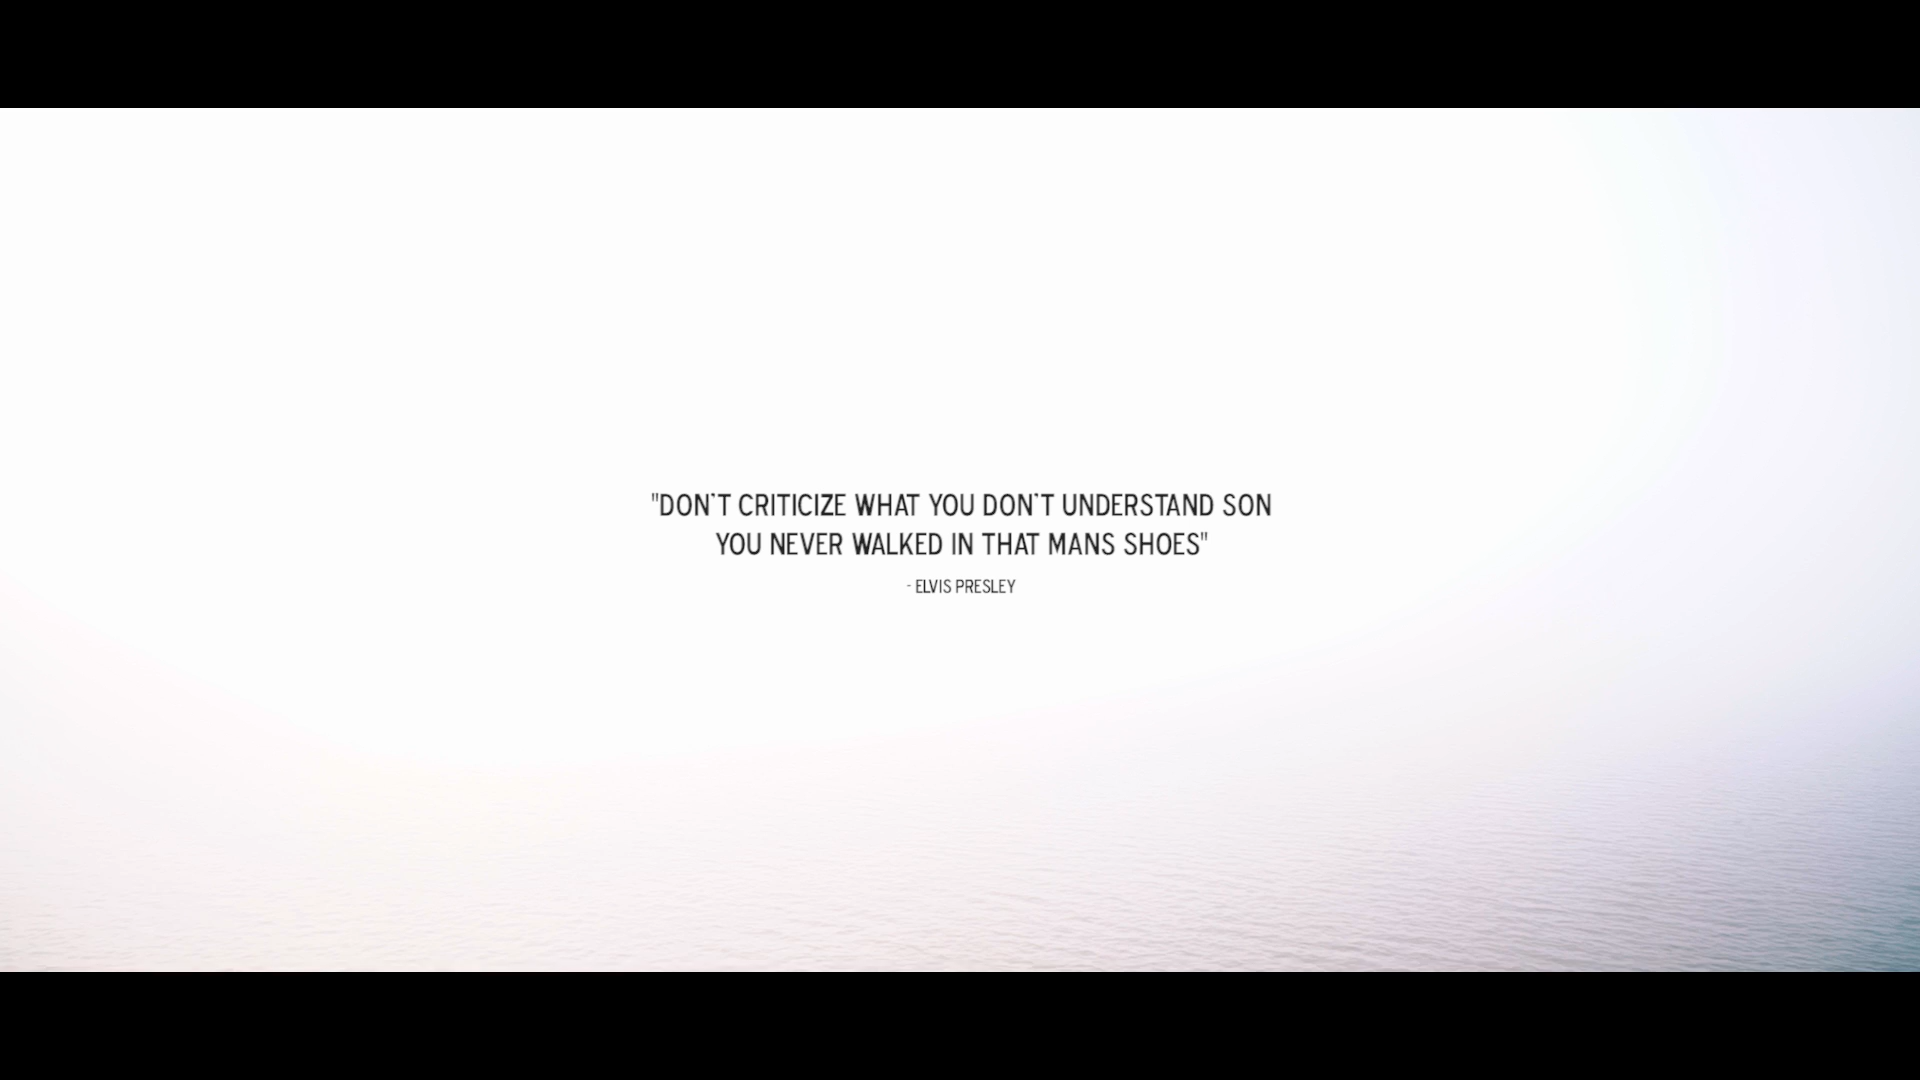 "DON'T CRITICIZE WHAT YOU DON'T UNDERSTAND SON
YOU NEVER WALKED IN THAT MANS SHOES"
- ELVIS PRESLEY